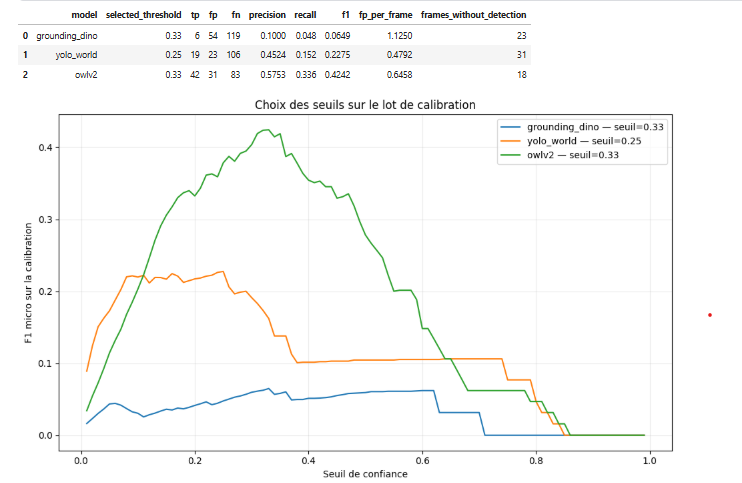 model selected_threshold tp fp fn precision recall f1 fp_per_frame frames_without_detection
0 grounding_dino 0.33 6 54 119 0.1000 0.048 0.0649 1.1250 23
1 yolo_world 0.25 19 23 106 0.4524 0.152 0.2275 0.4792 31
2 owlv2 0.33 42 31 83 0.5753 0.336 0.4242 0.6458 18
Choix des seuils sur le lot de calibration
grounding_dino — seuil=0.33
yolo_world — seuil=0.25
owlv2 — seuil=0.33
F1 micro sur la calibration
0.4
0.3
0.2
0.1
0.0
0.0 0.2 0.4 0.6 0.8 1.0
Seuil de confiance